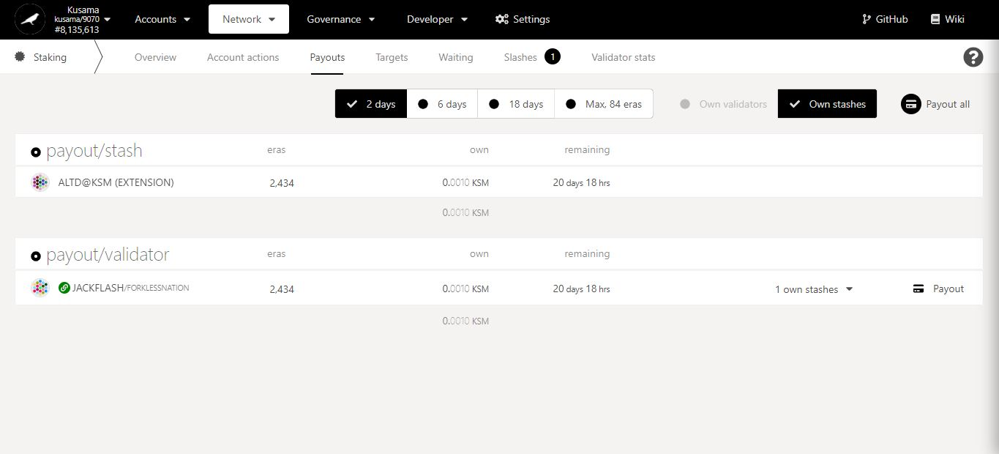 Kusama
kusama/9070
#8,135,613
Accounts
Network
Governance
Developer
Settings
GitHub
Wiki
Staking
Overview
Account actions
Payouts
Targets
Waiting
Slashes 1
Validator stats
?
2 days
6 days
18 days
Max, 84 eras
Own validators
Own stashes
Payout all
payout/stash eras own remaining
ALTD@KSM (EXTENSION) 2,434 0.0010 KSM 20 days 18 hrs
0.0010 KSM
payout/validator eras own remaining
JACKFLASH/FORKLESSNATION 2,434 0.0010 KSM 20 days 18 hrs 1 own stashes Payout
0.0010 KSM